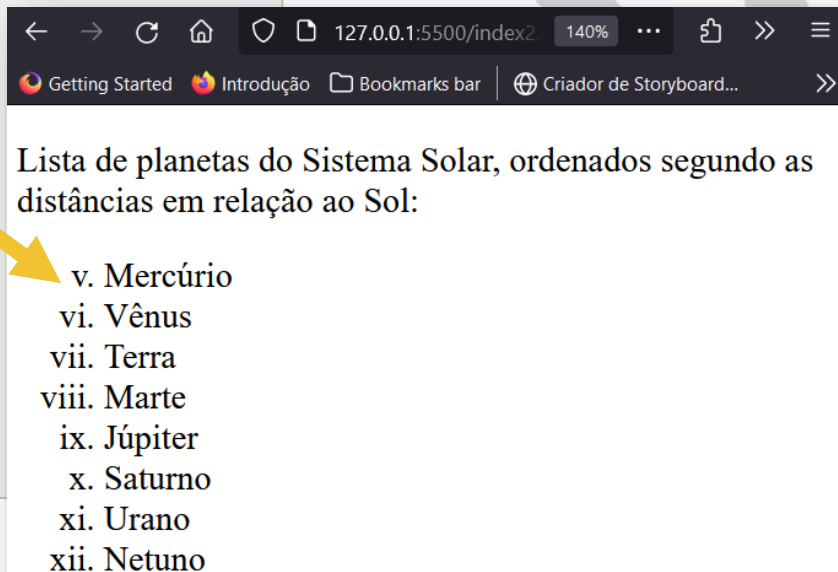 127.0.0.1:5500/index2. 140%
Getting Started Introdução Bookmarks bar Criador de Storyboard...
Lista de planetas do Sistema Solar, ordenados segundo as
distâncias em relação ao Sol:
v. Mercúrio
vi. Vênus
vii. Terra
viii. Marte
ix. Júpiter
x. Saturno
xi. Urano
xii. Netuno